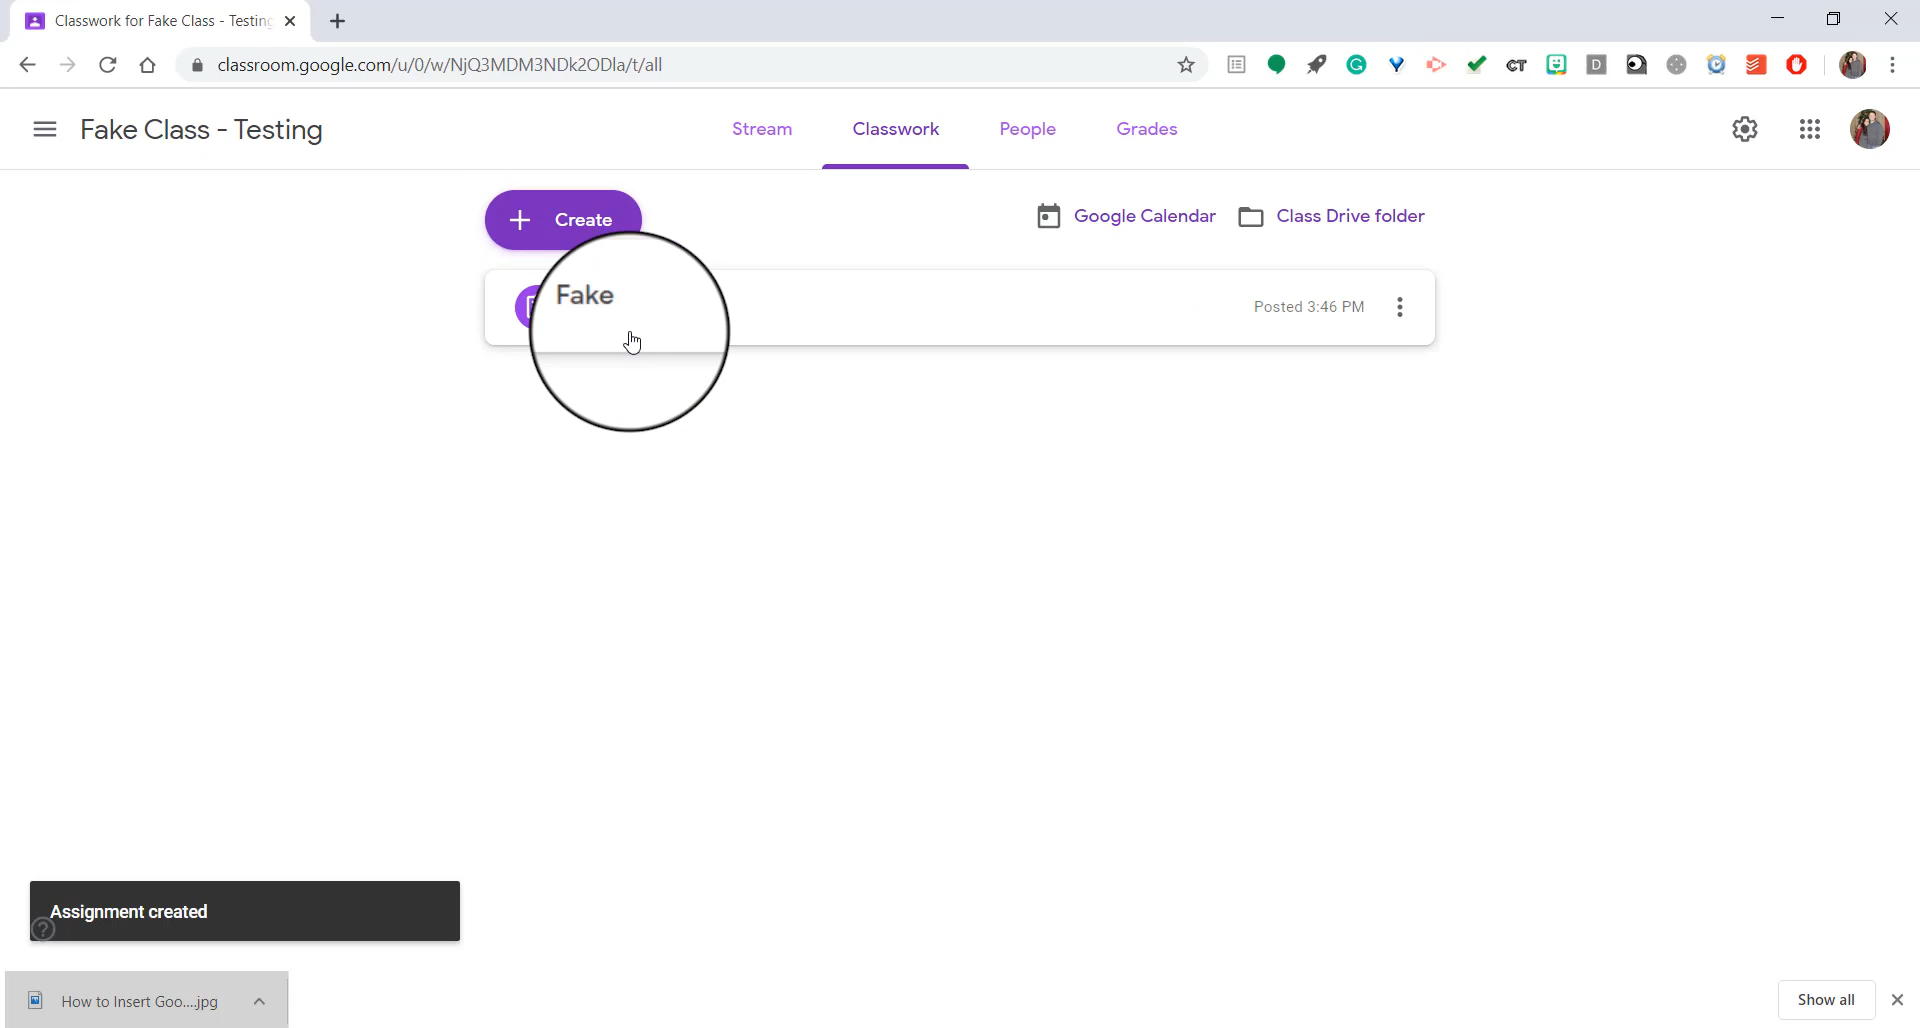 Classwork for Fake Class - Testing
classroom.google.com/u/0/w/NjQ3MDM3NDk2ODla/t/all
Fake Class - Testing
Stream
Classwork
People
Grades
Create
Google Calendar
Class Drive folder
Fake
Posted 3:46 PM
Assignment created
How to Insert Goo....jpg
Show all